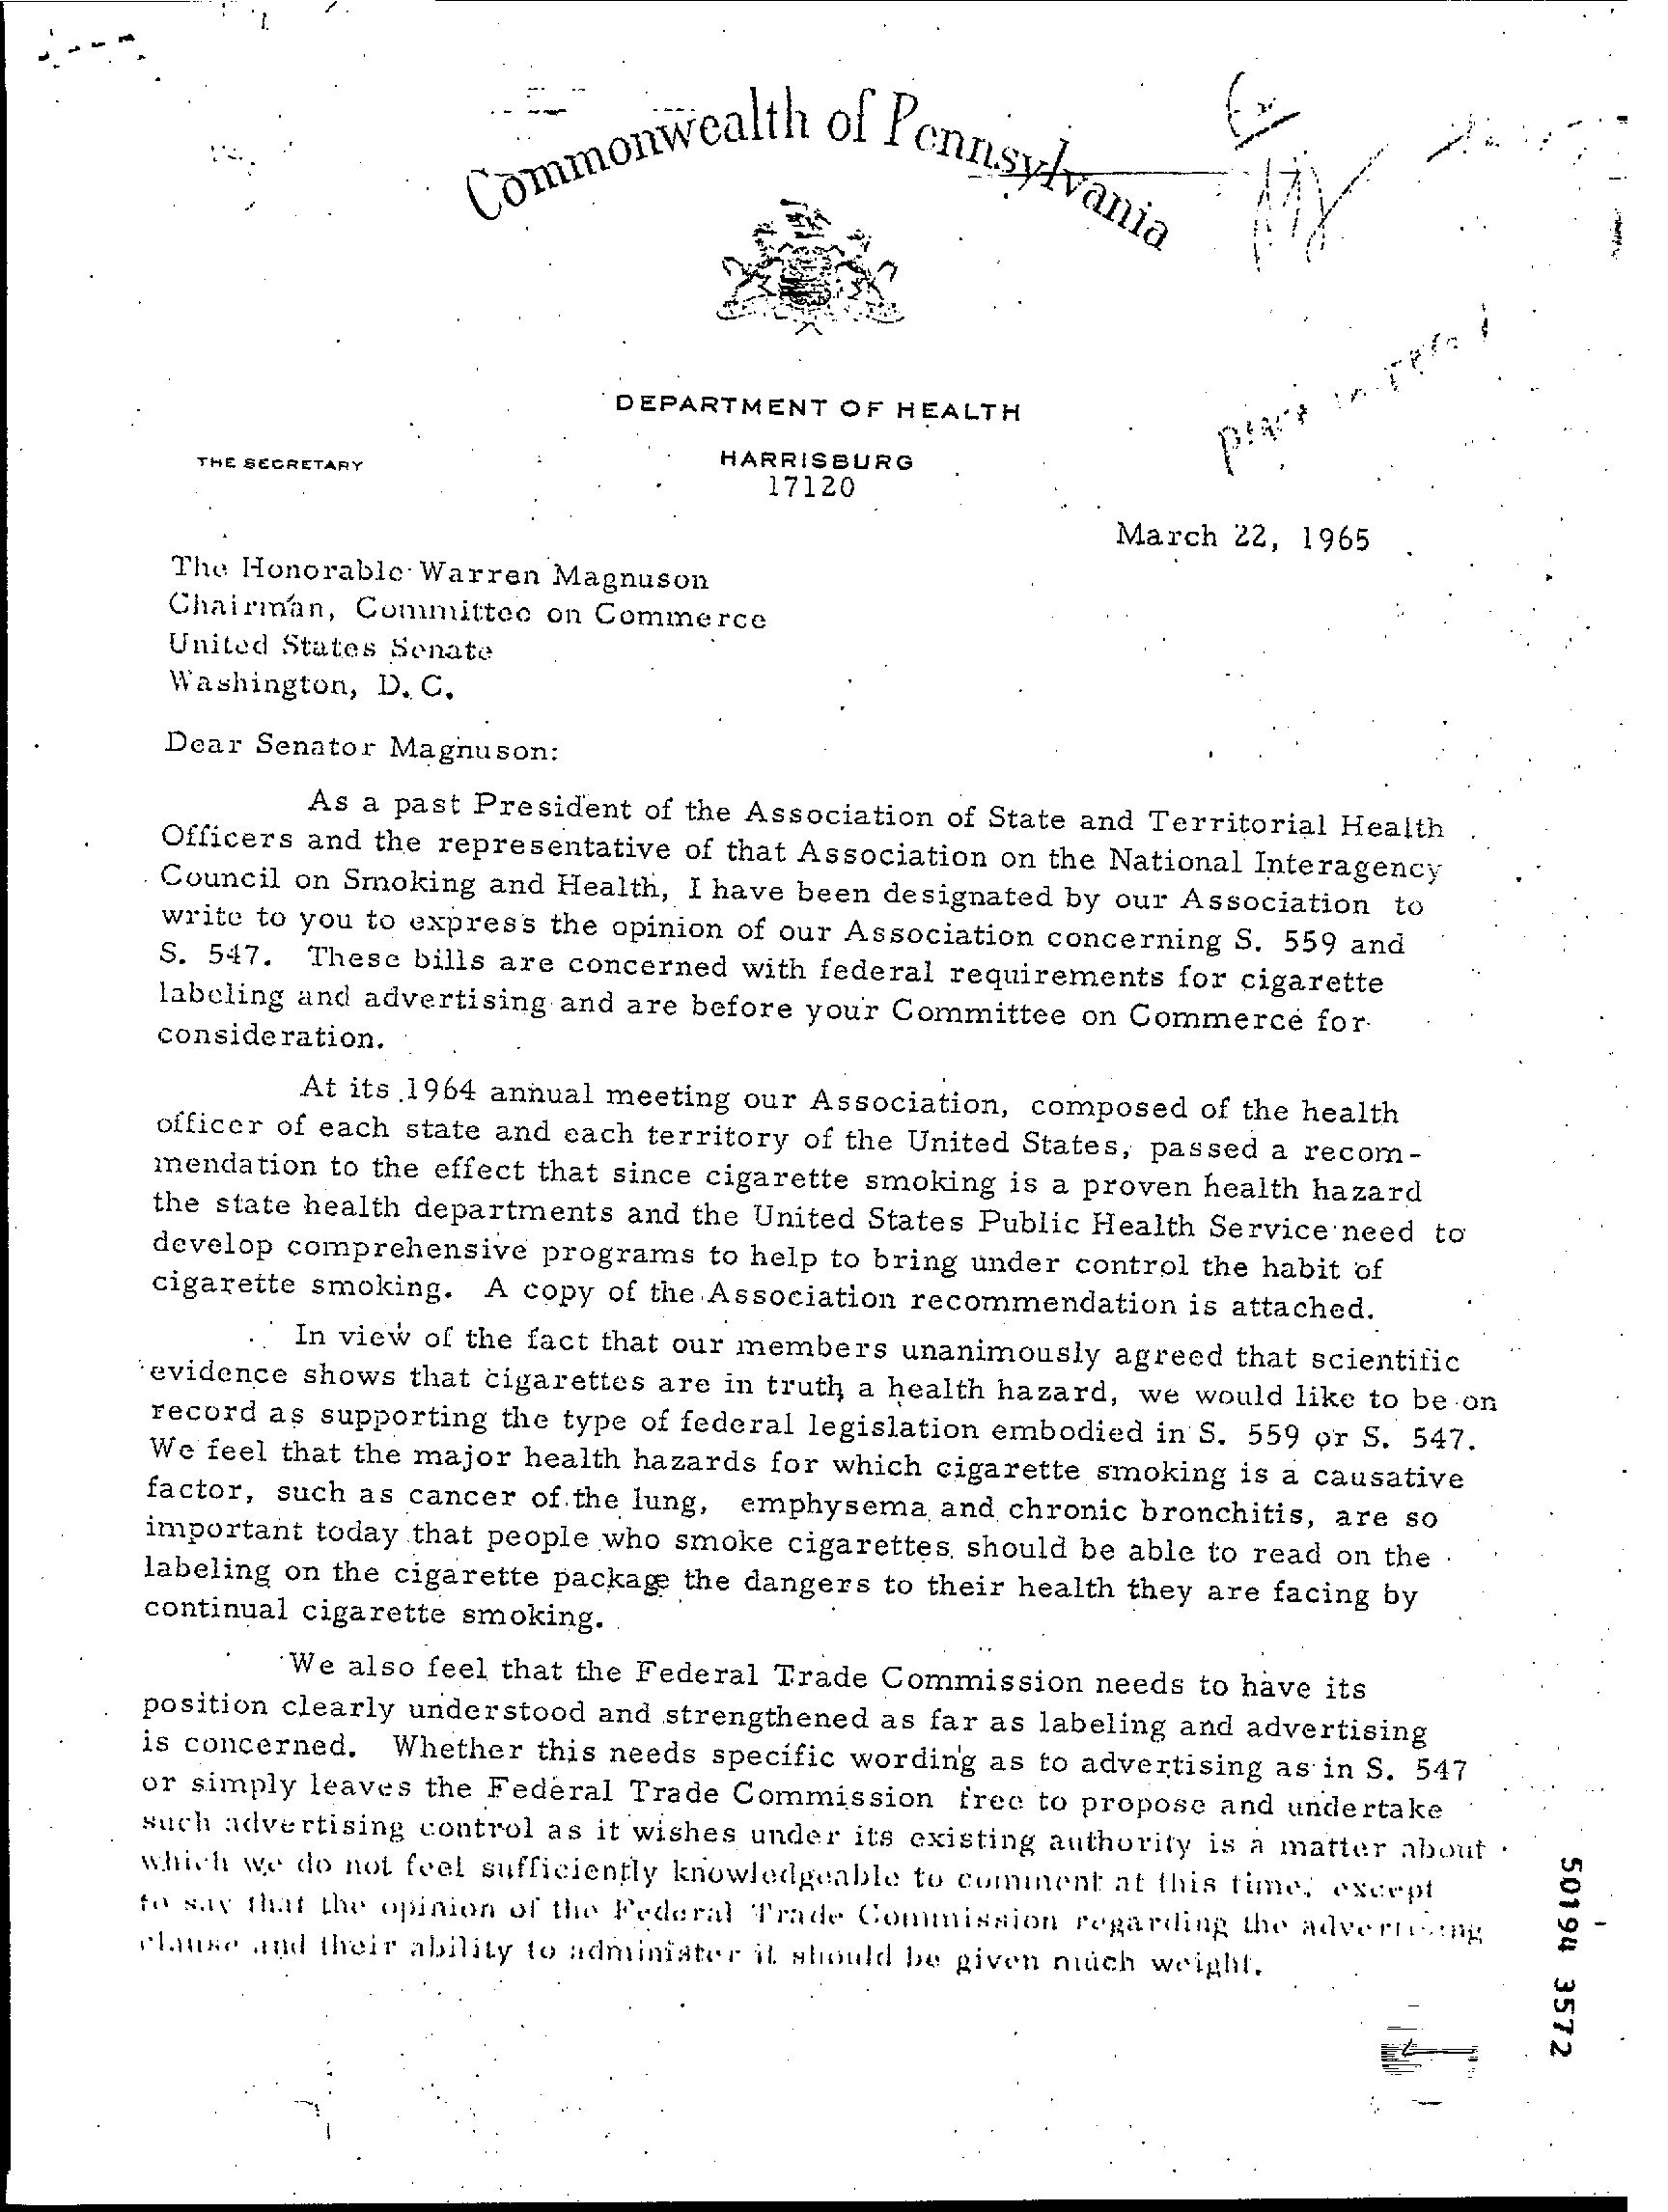 Commonwealth of Pennsylvania
DEPARTMENT OF HEALTH
THE SECRETARY
HARRISBURG
17120
March 22, 1965
The Honorable Warren Magnuson
Chairman, Committee on Commerce
United States Senate
Washington, D. C.
Dear Senator Magnuson:
As a past President of the Association of State and Territorial Health
Officers and the representative of that Association on the National Interagency
Council on Smoking and Health, I have been designated by our Association to
write to you to express the opinion of our Association concerning S. 559 and
S. 547. These bills are concerned with federal requirements for cigarette
labeling and advertising and are before your Committee on Commerce for
consideration.
At its 1964 annual meeting our Association, composed of the health
officer of each state and each territory of the United States, passed a recom-
mendation to the effect that since cigarette smoking is a proven health hazard
the state health departments and the United States Public Health Service need to
develop comprehensive programs to help to bring under control the habit of
cigarette smoking. A copy of the Association recommendation is attached.
In view of the fact that our members unanimously agreed that scientific
evidence shows that cigarettes are in truth a health hazard, we would like to be on
record as supporting the type of federal legislation embodied in S. 559 or S. 547.
We feel that the major health hazards for which cigarette smoking is a causative
factor, such as cancer of the lung, emphysema and chronic bronchitis, are so
important today that people who smoke cigarettes should be able to read on the
labeling on the cigarette package the dangers to their health they are facing by
continual cigarette smoking.
We also feel that the Federal Trade Commission needs to have its
position clearly understood and strengthened as far as labeling and advertising
is concerned. Whether this needs specific wording as to advertising as in S. 547
or simply leaves the Federal Trade Commission free to propose and undertake
such advertising control as it wishes under its existing authority is a matter about
which we do not feel sufficiently knowledgeable to comment at this time, except
to say that the opinion of the Federal Trade Commission regarding the advertising
clause and their ability to administer it should be given much weight.
50194 3572